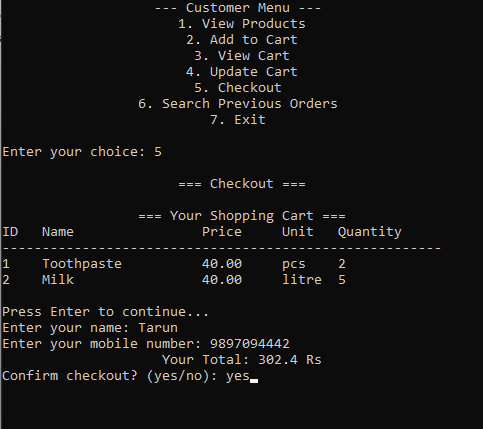 --- Customer Menu ---
1. View Products
2. Add to Cart
3. View Cart
4. Update Cart
5. Checkout
6. Search Previous Orders
7. Exit
Enter your choice: 5
=== Checkout ===
=== Your Shopping Cart ===
ID   Name                Price     Unit   Quantity
-------------------------------------------------------
1    Toothpaste          40.00     pcs    2
2    Milk                40.00     litre  5
Press Enter to continue...
Enter your name: Tarun
Enter your mobile number: 9897094442
Your Total: 302.4 Rs
Confirm checkout? (yes/no): yes